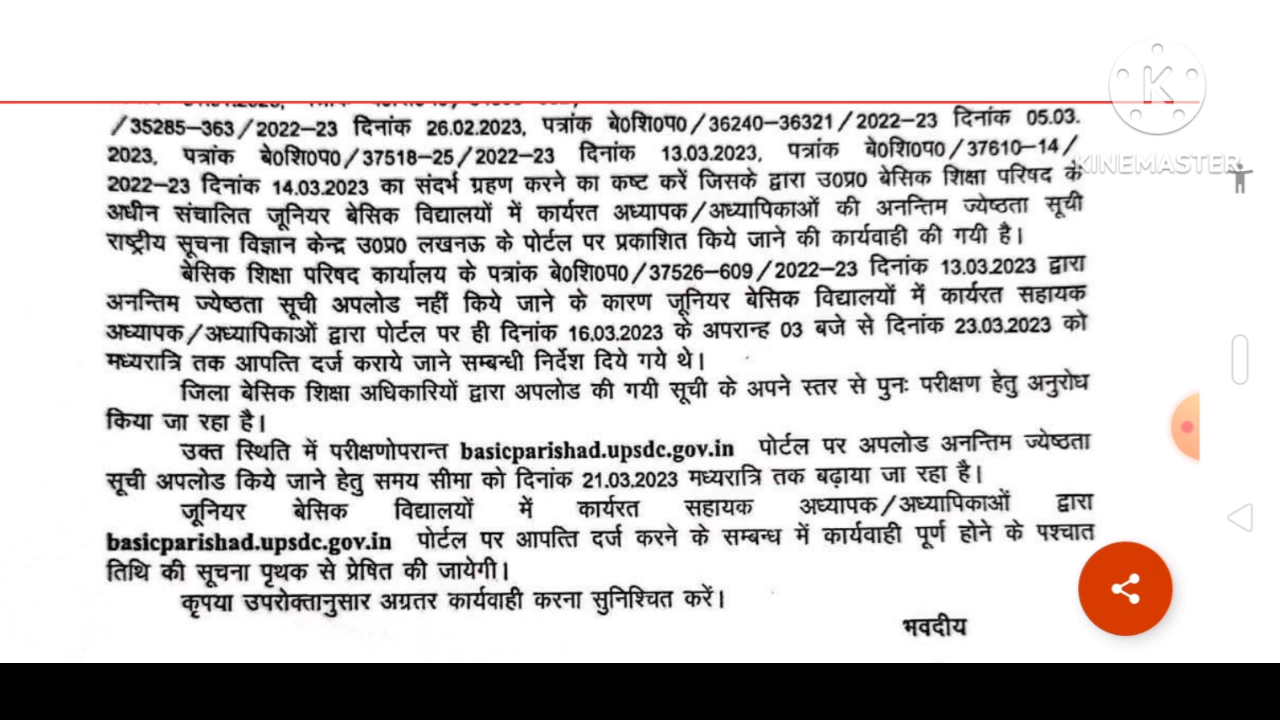 /35285–363/2022–23 दिनांक 26.02.2023, पत्रांक बे0शि0प0/36240–36321/2022–23 दिनांक 05.03.
2023, पत्रांक बे0शि0प0/37518–25/2022–23 दिनांक 13.03.2023, पत्रांक बे0शि0प0/37610–14/
2022–23 दिनांक 14.03.2023 का संदर्भ ग्रहण करने का कष्ट करें जिसके द्वारा उ0प्र0 बेसिक शिक्षा परिषद के
अधीन संचालित जूनियर बेसिक विद्यालयों में कार्यरत अध्यापक/अध्यापिकाओं की अनन्तिम ज्येष्ठता सूची
राष्ट्रीय सूचना विज्ञान केन्द्र उ0प्र0 लखनऊ के पोर्टल पर प्रकाशित किये जाने की कार्यवाही की गयी है।
बेसिक शिक्षा परिषद कार्यालय के पत्रांक बे0शि0प0/37526–609/2022–23 दिनांक 13.03.2023 द्वारा
अनन्तिम ज्येष्ठता सूची अपलोड नहीं किये जाने के कारण जूनियर बेसिक विद्यालयों में कार्यरत सहायक
अध्यापक/अध्यापिकाओं द्वारा पोर्टल पर ही दिनांक 16.03.2023 के अपरान्ह 03 बजे से दिनांक 23.03.2023 को
मध्यरात्रि तक आपत्ति दर्ज कराये जाने सम्बन्धी निर्देश दिये गये थे।
जिला बेसिक शिक्षा अधिकारियों द्वारा अपलोड की गयी सूची के अपने स्तर से पुनः परीक्षण हेतु अनुरोध
किया जा रहा है।
उक्त स्थिति में परीक्षणोपरान्त basicparishad.upsdc.gov.in पोर्टल पर अपलोड अनन्तिम ज्येष्ठता
सूची अपलोड किये जाने हेतु समय सीमा को दिनांक 21.03.2023 मध्यरात्रि तक बढ़ाया जा रहा है।
जूनियर बेसिक विद्यालयों में कार्यरत सहायक अध्यापक/अध्यापिकाओं द्वारा
basicparishad.upsdc.gov.in पोर्टल पर आपत्ति दर्ज करने के सम्बन्ध में कार्यवाही पूर्ण होने के पश्चात
तिथि की सूचना पृथक से प्रेषित की जायेगी।
कृपया उपरोक्तानुसार अग्रतर कार्यवाही करना सुनिश्चित करें।
भवदीय
K
KINEMASTER